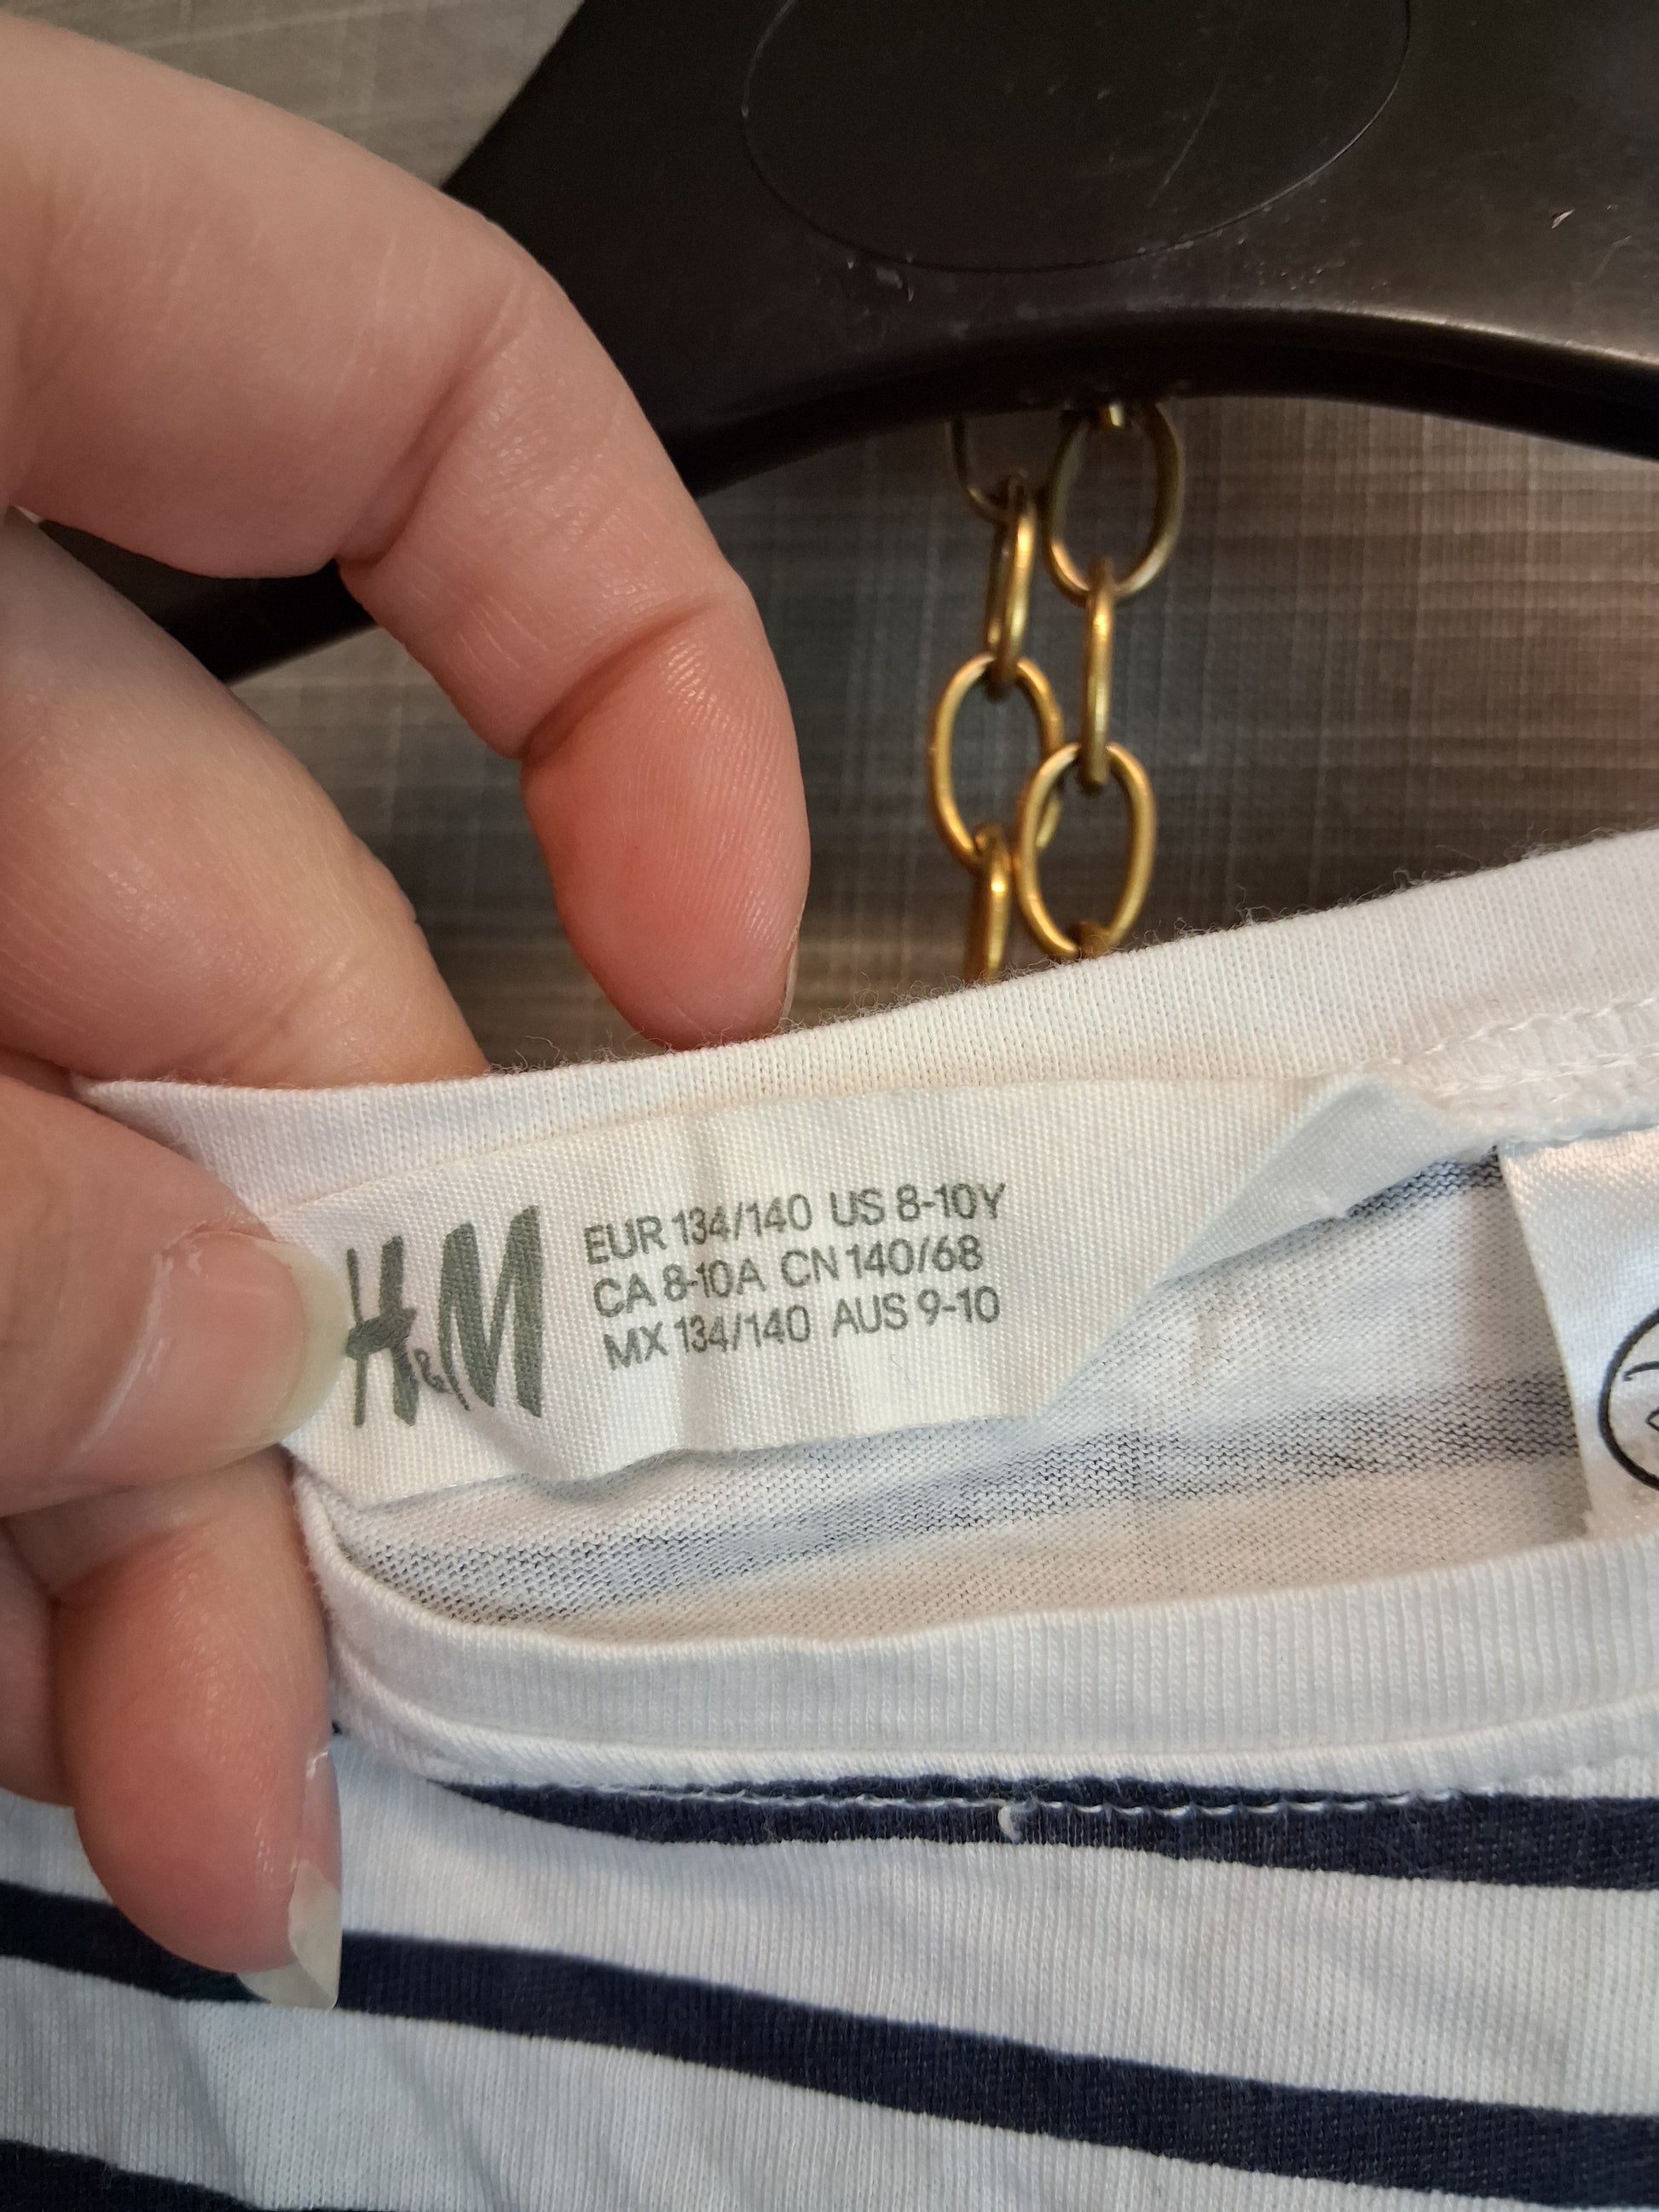 H&M
EUR 134/140 US 8-10Y
CA 8-10A CN 140/68
MX 134/140 AUS 9-10